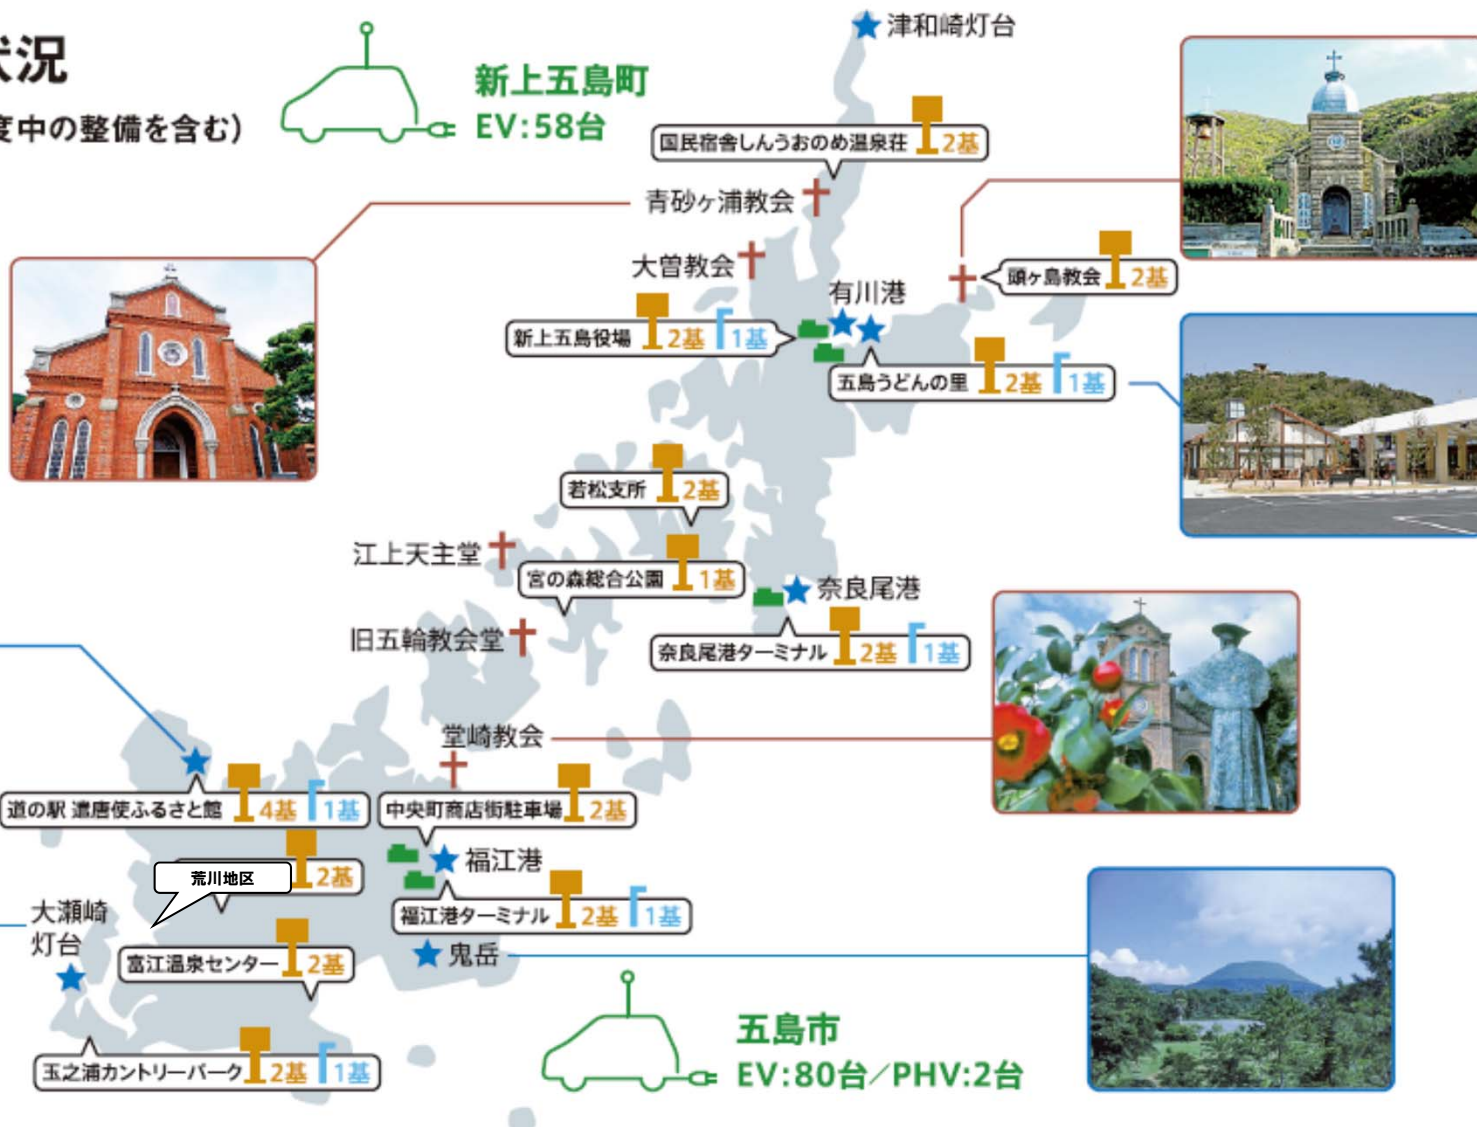 状況
度中の整備を含む）
新上五島町
EV:58台
津和崎灯台
国民宿舎しんうおのめ温泉荘 2基
青砂ヶ浦教会
大曽教会
有川港
頭ヶ島教会 2基
新上五島役場 2基 1基
五島うどんの里 2基 1基
若松支所 2基
江上天主堂
宮の森総合公園 1基
奈良尾港
旧五輪教会堂
奈良尾港ターミナル 2基 1基
堂崎教会
道の駅 遣唐使ふるさと館 4基 1基
中央町商店街駐車場 2基
福江港
荒川地区 2基
大瀬崎
灯台
福江港ターミナル 2基 1基
鬼岳
富江温泉センター 2基
五島市
EV:80台／PHV:2台
玉之浦カントリーパーク 2基 1基